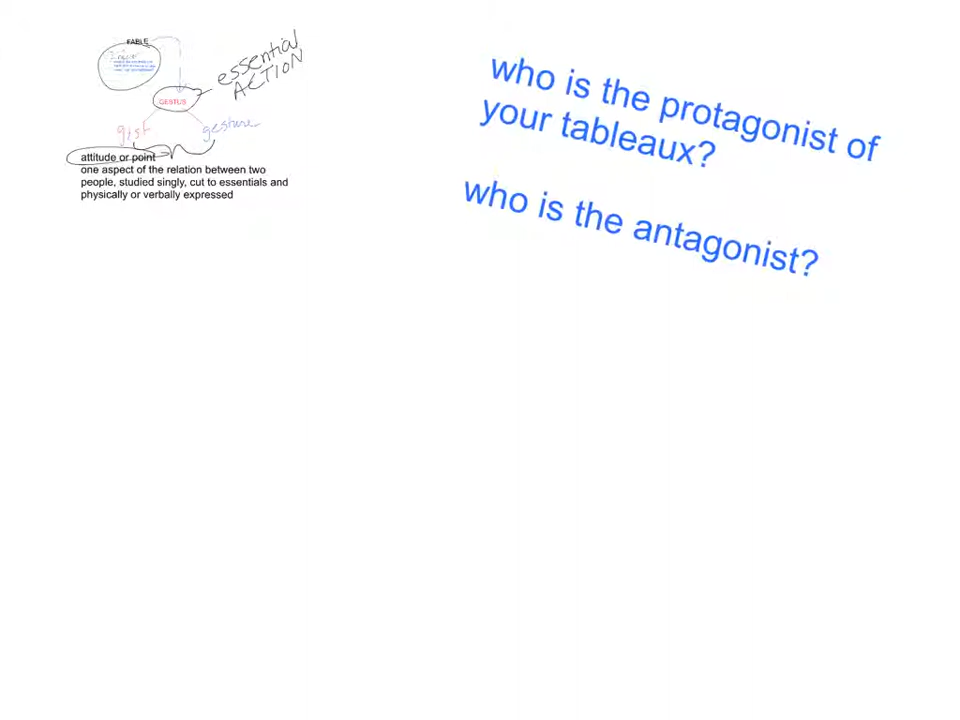 FABLE
essential
ACTION
GESTUS
gist
gesture
attitude or point
one aspect of the relation between two
people, studied singly, cut to essentials and
physically or verbally expressed
who is the protagonist of
your tableaux?
who is the antagonist?